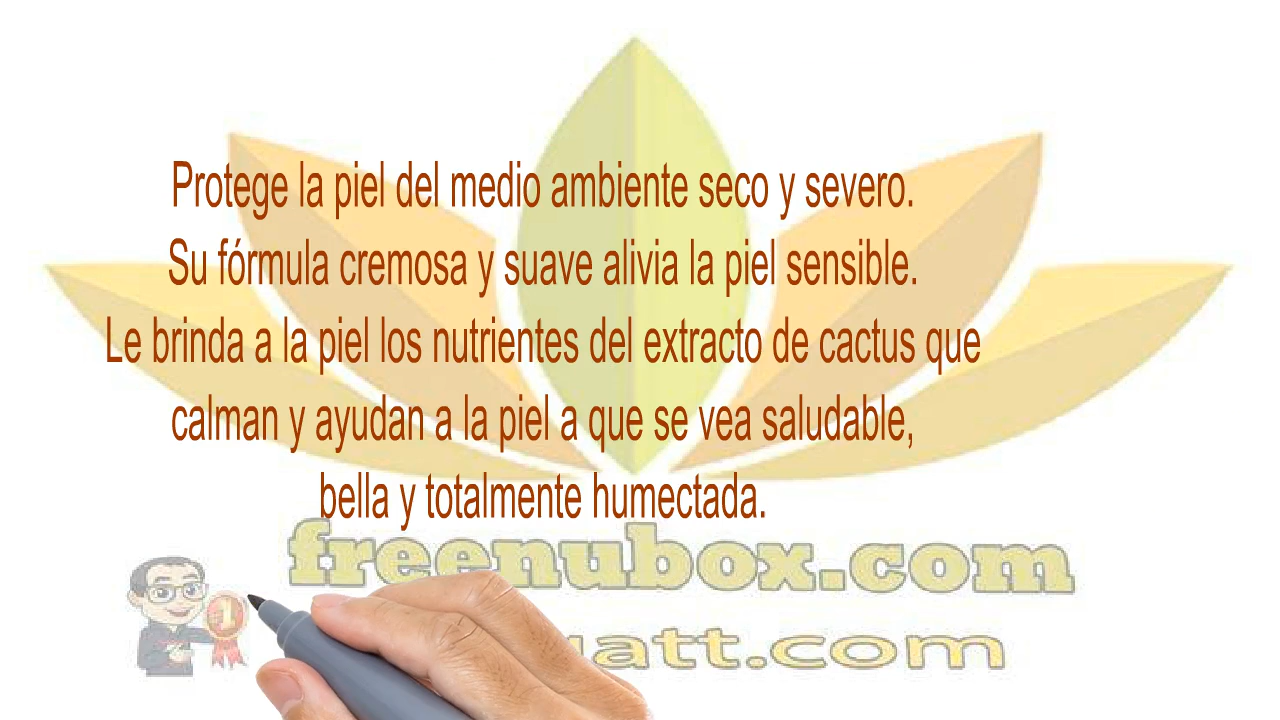 Protege la piel del medio ambiente seco y severo.
Su fórmula cremosa y suave alivia la piel sensible.
Le brinda a la piel los nutrientes del extracto de cactus que
calman y ayudan a la piel a que se vea saludable,
bella y totalmente humectada.
freenubox.com
1